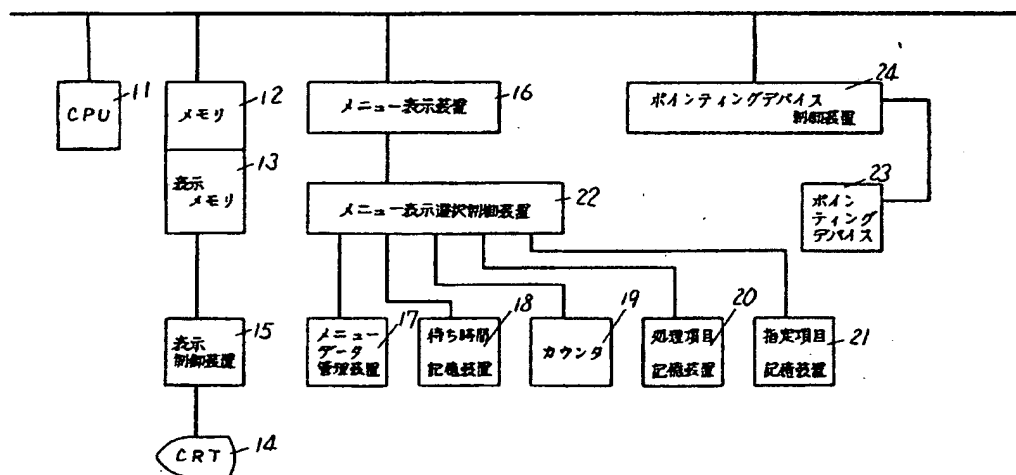 CPU
11
メモリ
12
表示
メモリ
13
メニュー表示装置
16
ポインティングデバイス
制御装置
24
メニュー表示選択制御装置
22
23
ポイン
ティング
デバイス
表示
制御装置
15
メニュー
データ
管理装置
17
待ち時間
記憶装置
18
カウンタ
19
処理項目
記憶装置
20
指定項目
記憶装置
21
CRT
14